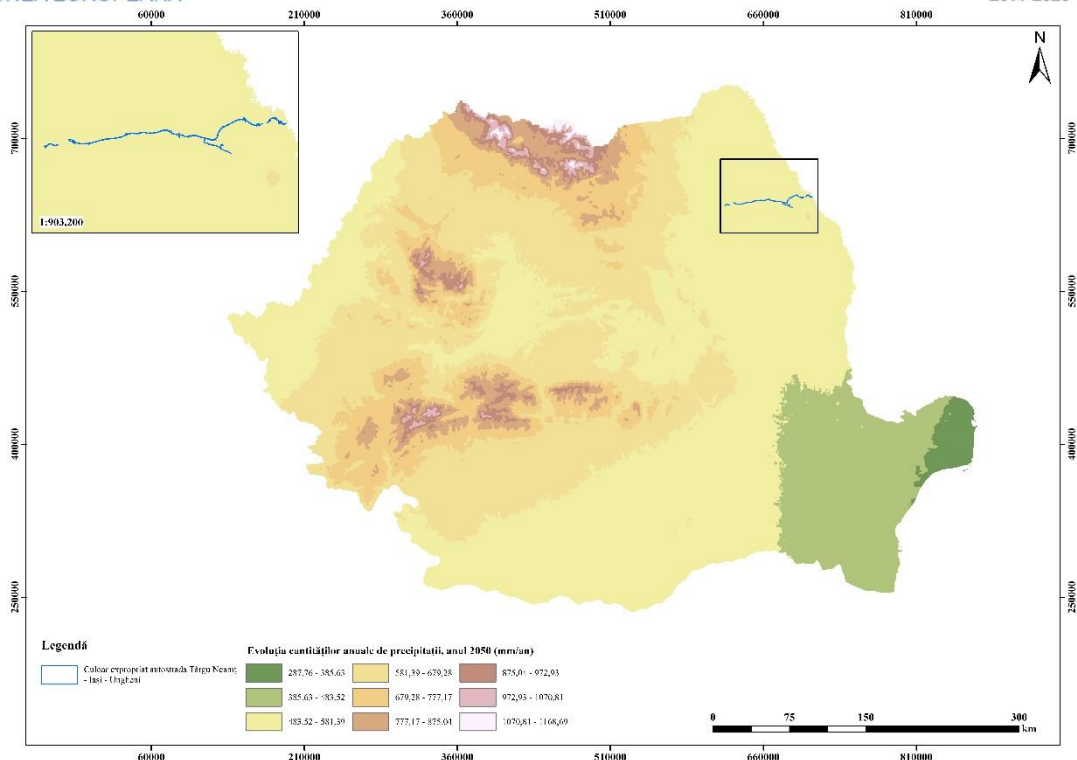 60000 210000 360000 510000 660000 810000
N
700000 700000
1:903,200
550000 550000
400000 400000
250000 250000
Legendă
Culoar expropriat autostrada Târgu Neamț
- Iași - Ungheni
Evoluția cantităților anuale de precipitații, anul 2050 (mm/an)
287,76 - 385,63 581,39 - 679,28 875,04 - 972,93
385,63 - 483,52 679,28 - 777,17 972,93 - 1070,81
483,52 - 581,39 777,17 - 875,04 1070,81 - 1168,69
0 75 150 300
km
60000 210000 360000 510000 660000 810000